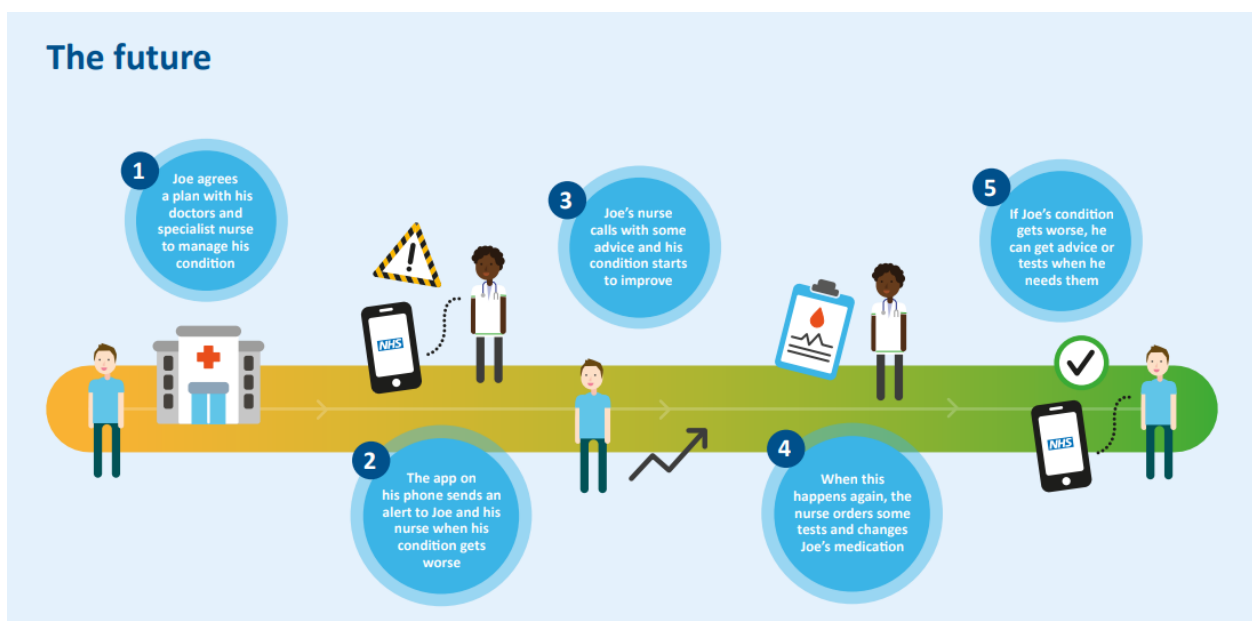 The future
1
Joe agrees
a plan with his
doctors and
specialist nurse
to manage his
condition
NHS
2
The app on
his phone sends an
alert to Joe and his
nurse when his
condition gets
worse
3
Joe's nurse
calls with some
advice and his
condition starts
to improve
4
When this
happens again, the
nurse orders some
tests and changes
Joe's medication
5
If Joe's condition
gets worse, he
can get advice or
tests when he
needs them
NHS